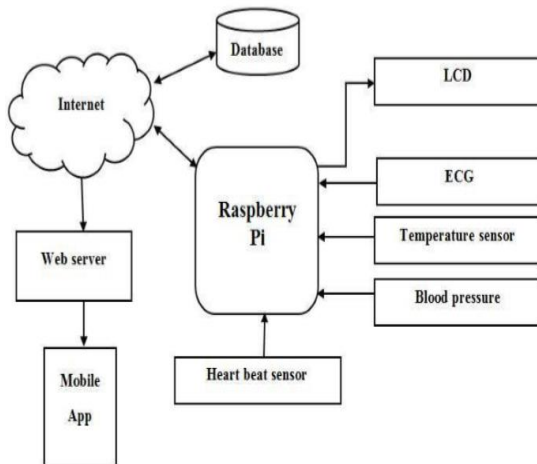 Database
Internet
LCD
ECG
Raspberry
Pi
Temperature sensor
Web server
Blood pressure
Heart beat sensor
Mobile
App